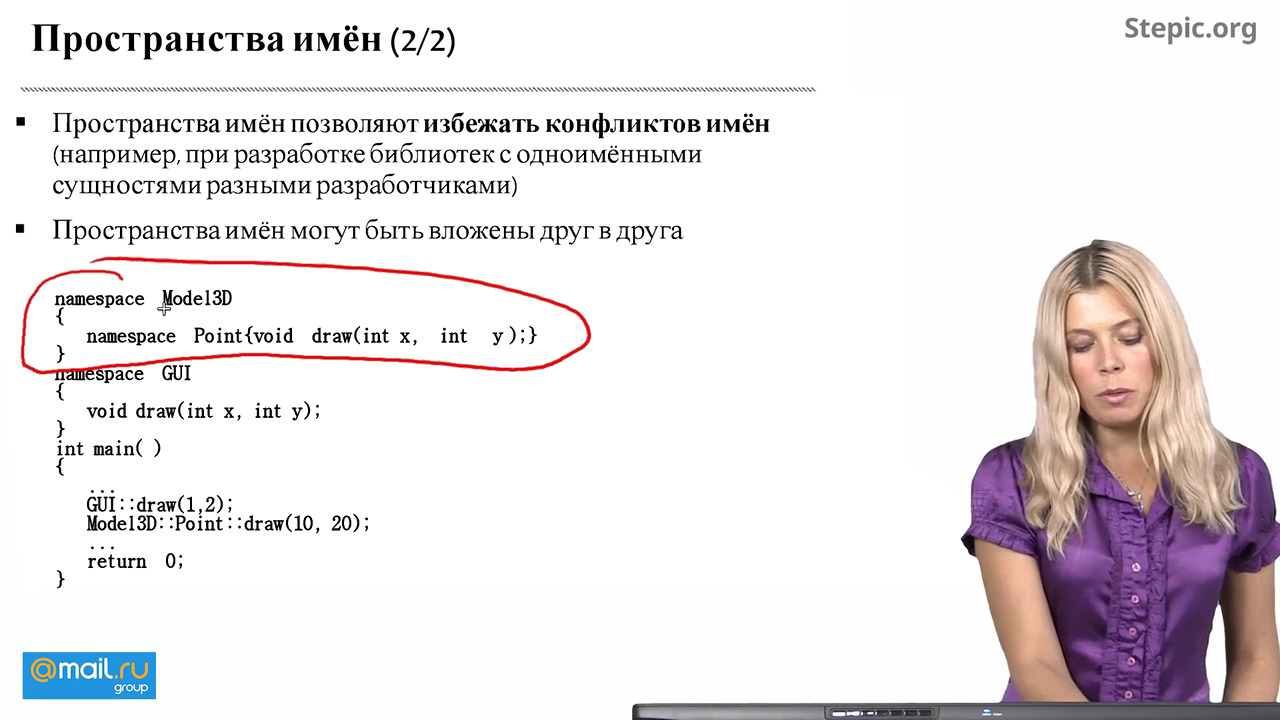 Пространства имён (2/2)
Stepic.org
Пространства имён позволяют избежать конфликтов имён
(например, при разработке библиотек с одноимёнными
сущностями разными разработчиками)
Пространства имён могут быть вложены друг в друга
namespace Model3D
{
namespace Point{void draw(int x, int y);}
}
namespace GUI
{
void draw(int x, int y);
}
int main( )
{
...
GUI::draw(1,2);
Model3D::Point::draw(10, 20);
...
return 0;
}
@mail.ru
group